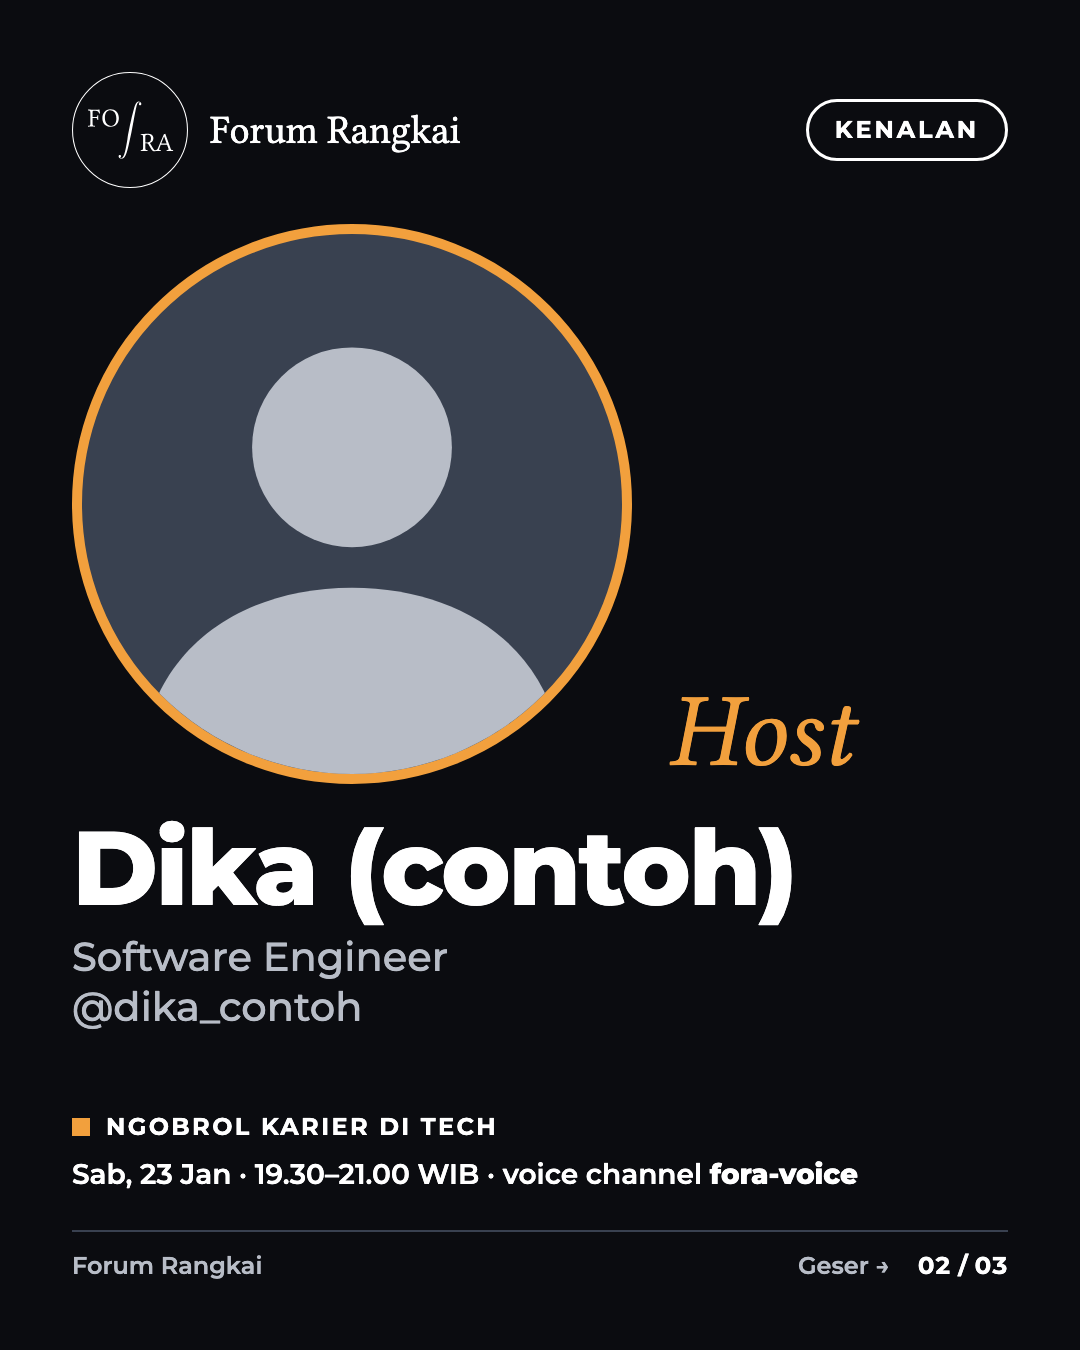 FO
RA
Forum Rangkai
KENALAN
Host
Dika (contoh)
Software Engineer
@dika_contoh
NGOBROL KARIER DI TECH
Sab, 23 Jan · 19.30–21.00 WIB · voice channel fora-voice
Forum Rangkai
Geser → 02 / 03